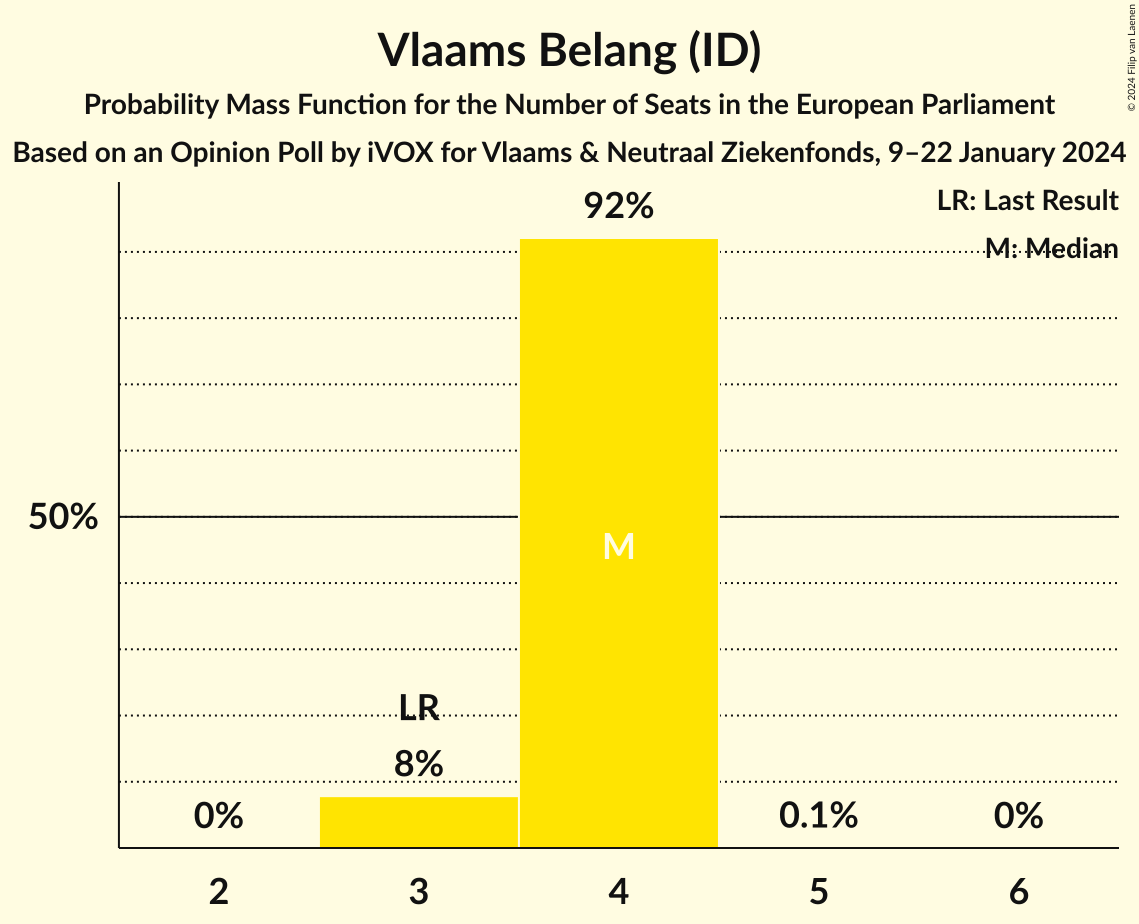 Vlaams Belang (ID)
Probability Mass Function for the Number of Seats in the European Parliament
Based on an Opinion Poll by iVOX for Vlaams & Neutraal Ziekenfonds, 9–22 January 2024
© 2024 Filip van Laenen
LR: Last Result
M: Median
92%
50%
M
LR
8%
0%
0.1%
0%
2
3
4
5
6